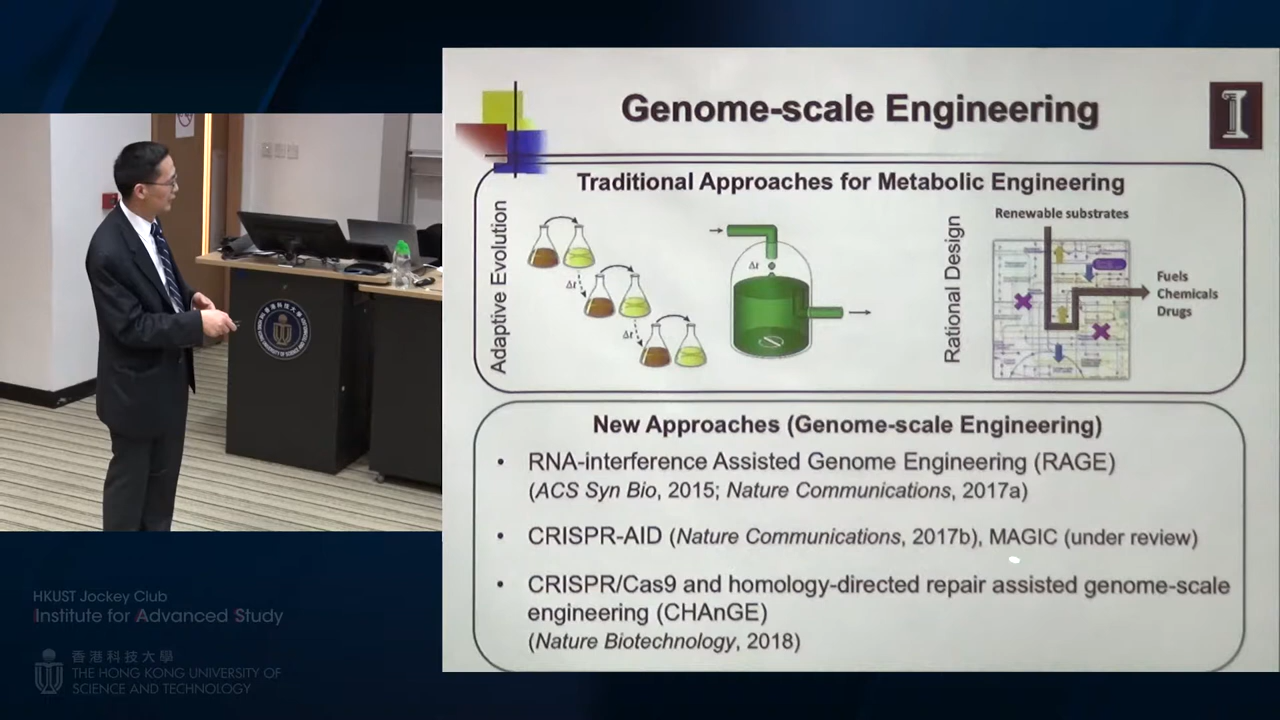 Genome-scale Engineering
I
Traditional Approaches for Metabolic Engineering
Adaptive Evolution
Δt
Δt
Δt
Rational Design
Renewable substrates
Fuels
Chemicals
Drugs
New Approaches (Genome-scale Engineering)
• RNA-interference Assisted Genome Engineering (RAGE)
(ACS Syn Bio, 2015; Nature Communications, 2017a)
• CRISPR-AID (Nature Communications, 2017b), MAGIC (under review)
• CRISPR/Cas9 and homology-directed repair assisted genome-scale
engineering (CHAnGE)
(Nature Biotechnology, 2018)
HKUST Jockey Club
Institute for Advanced Study
香港科技大學
THE HONG KONG UNIVERSITY OF
SCIENCE AND TECHNOLOGY